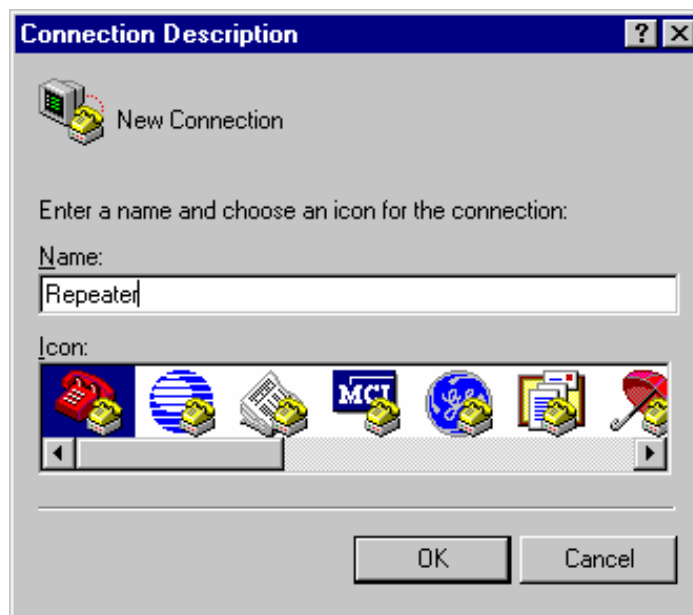 Connection Description
New Connection
Enter a name and choose an icon for the connection:
Name:
Repeater
Icon:
MCI
OK Cancel